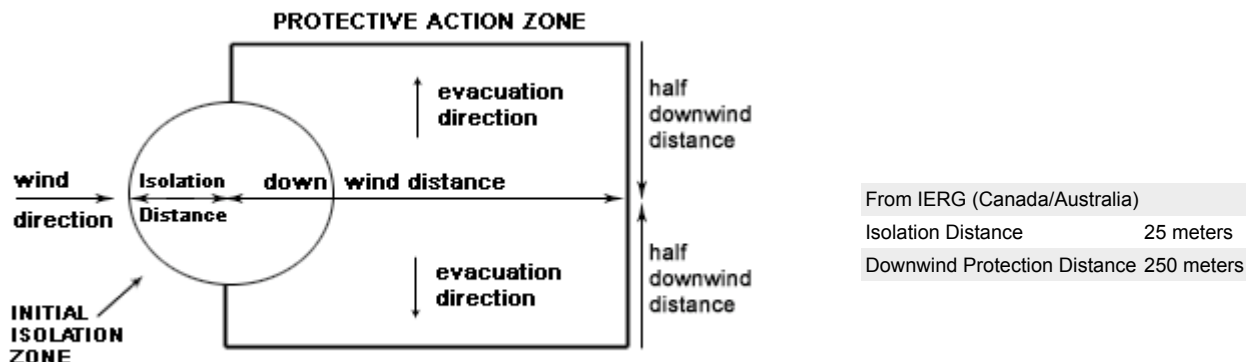 PROTECTIVE ACTION ZONE
evacuation
direction
half
downwind
distance
wind
direction
Isolation
Distance
down wind distance
evacuation
direction
half
downwind
distance
INITIAL
ISOLATION
ZONE
From IERG (Canada/Australia)
Isolation Distance 25 meters
Downwind Protection Distance 250 meters